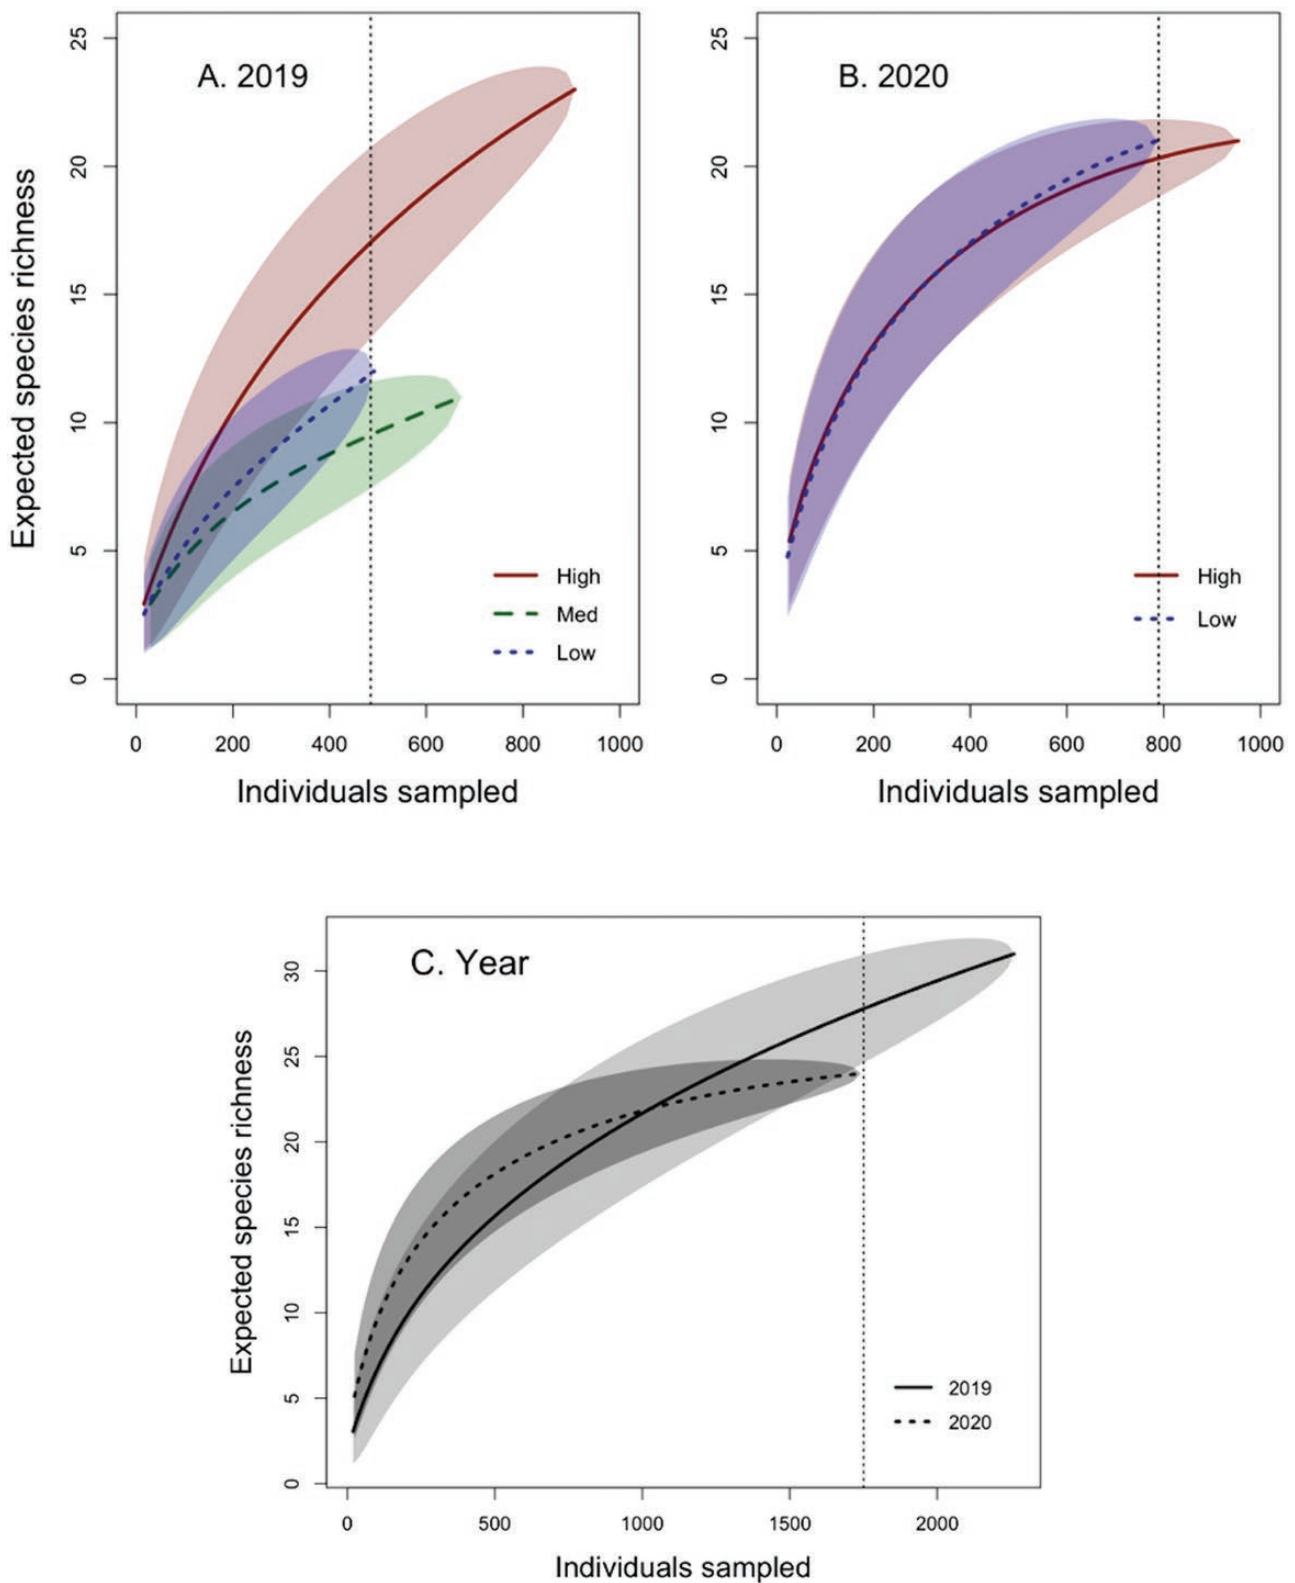 A. 2019
Expected species richness
25
20
15
10
5
0
High
Med
Low
0 200 400 600 800 1000
Individuals sampled
B. 2020
25
20
15
10
5
0
High
Low
0 200 400 600 800 1000
Individuals sampled
C. Year
Expected species richness
30
25
20
15
10
5
0
2019
2020
0 500 1000 1500 2000
Individuals sampled